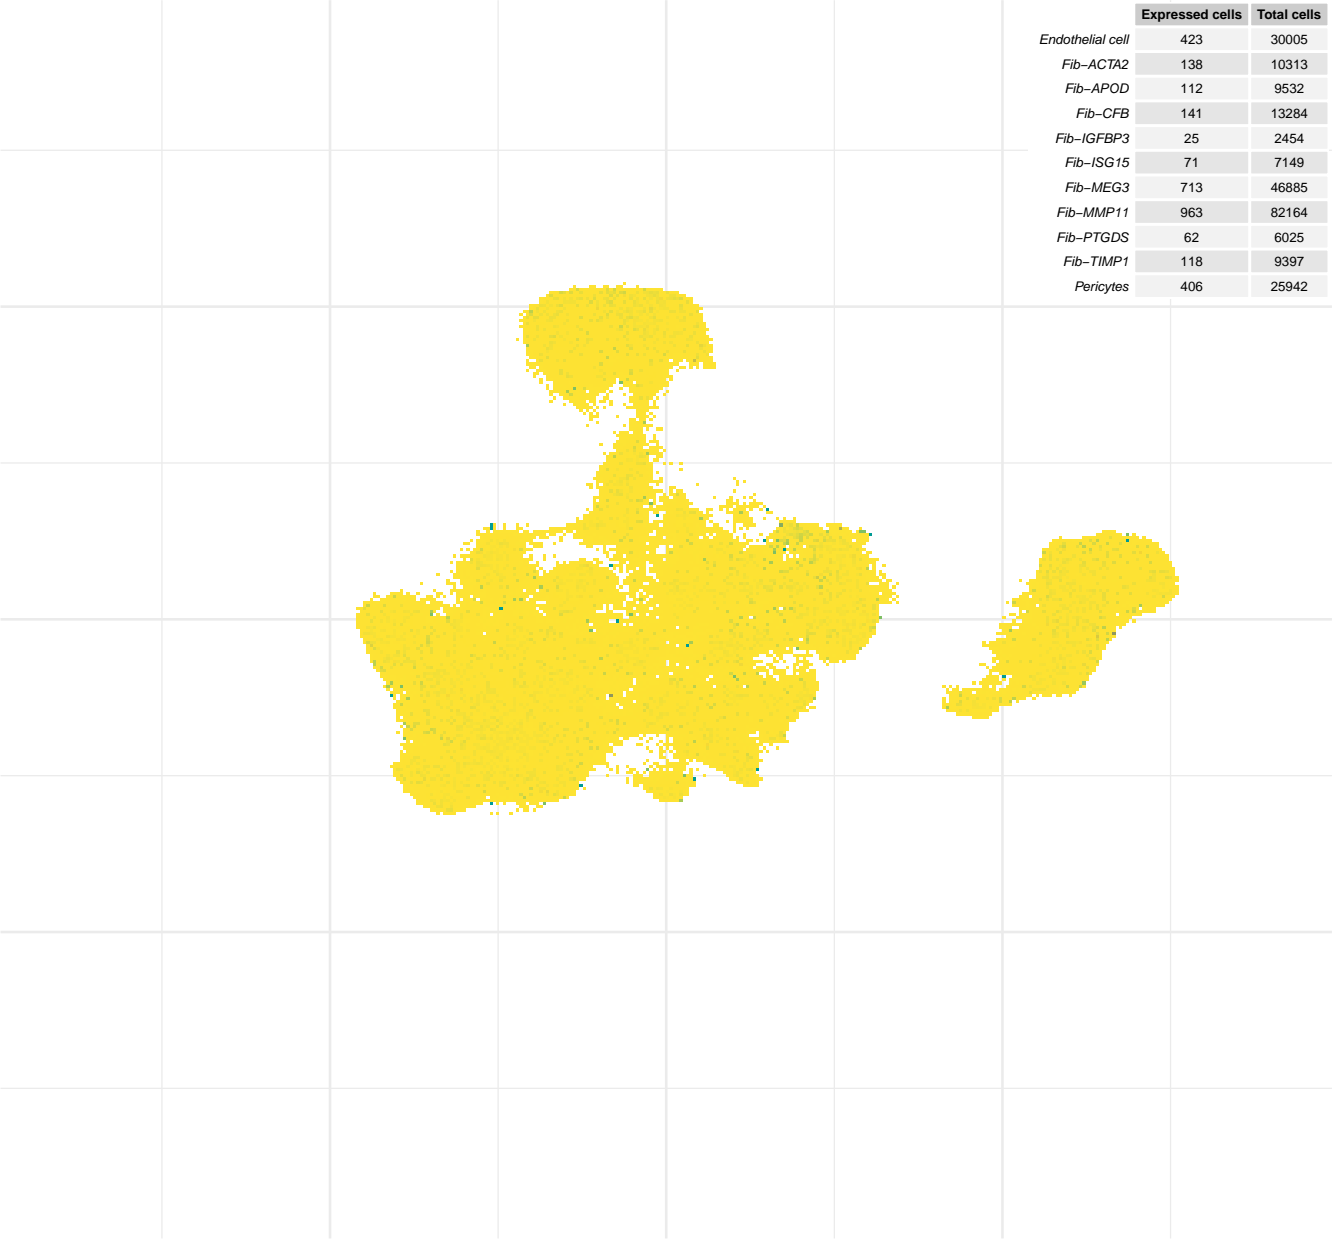 Expressed cells Total cells
Endothelial cell 423 30005
Fib−ACTA2 138 10313
Fib−APOD 112 9532
Fib−CFB 141 13284
Fib−IGFBP3 25 2454
Fib−ISG15 71 7149
Fib−MEG3 713 46885
Fib−MMP11 963 82164
Fib−PTGDS 62 6025
Fib−TIMP1 118 9397
Pericytes 406 25942